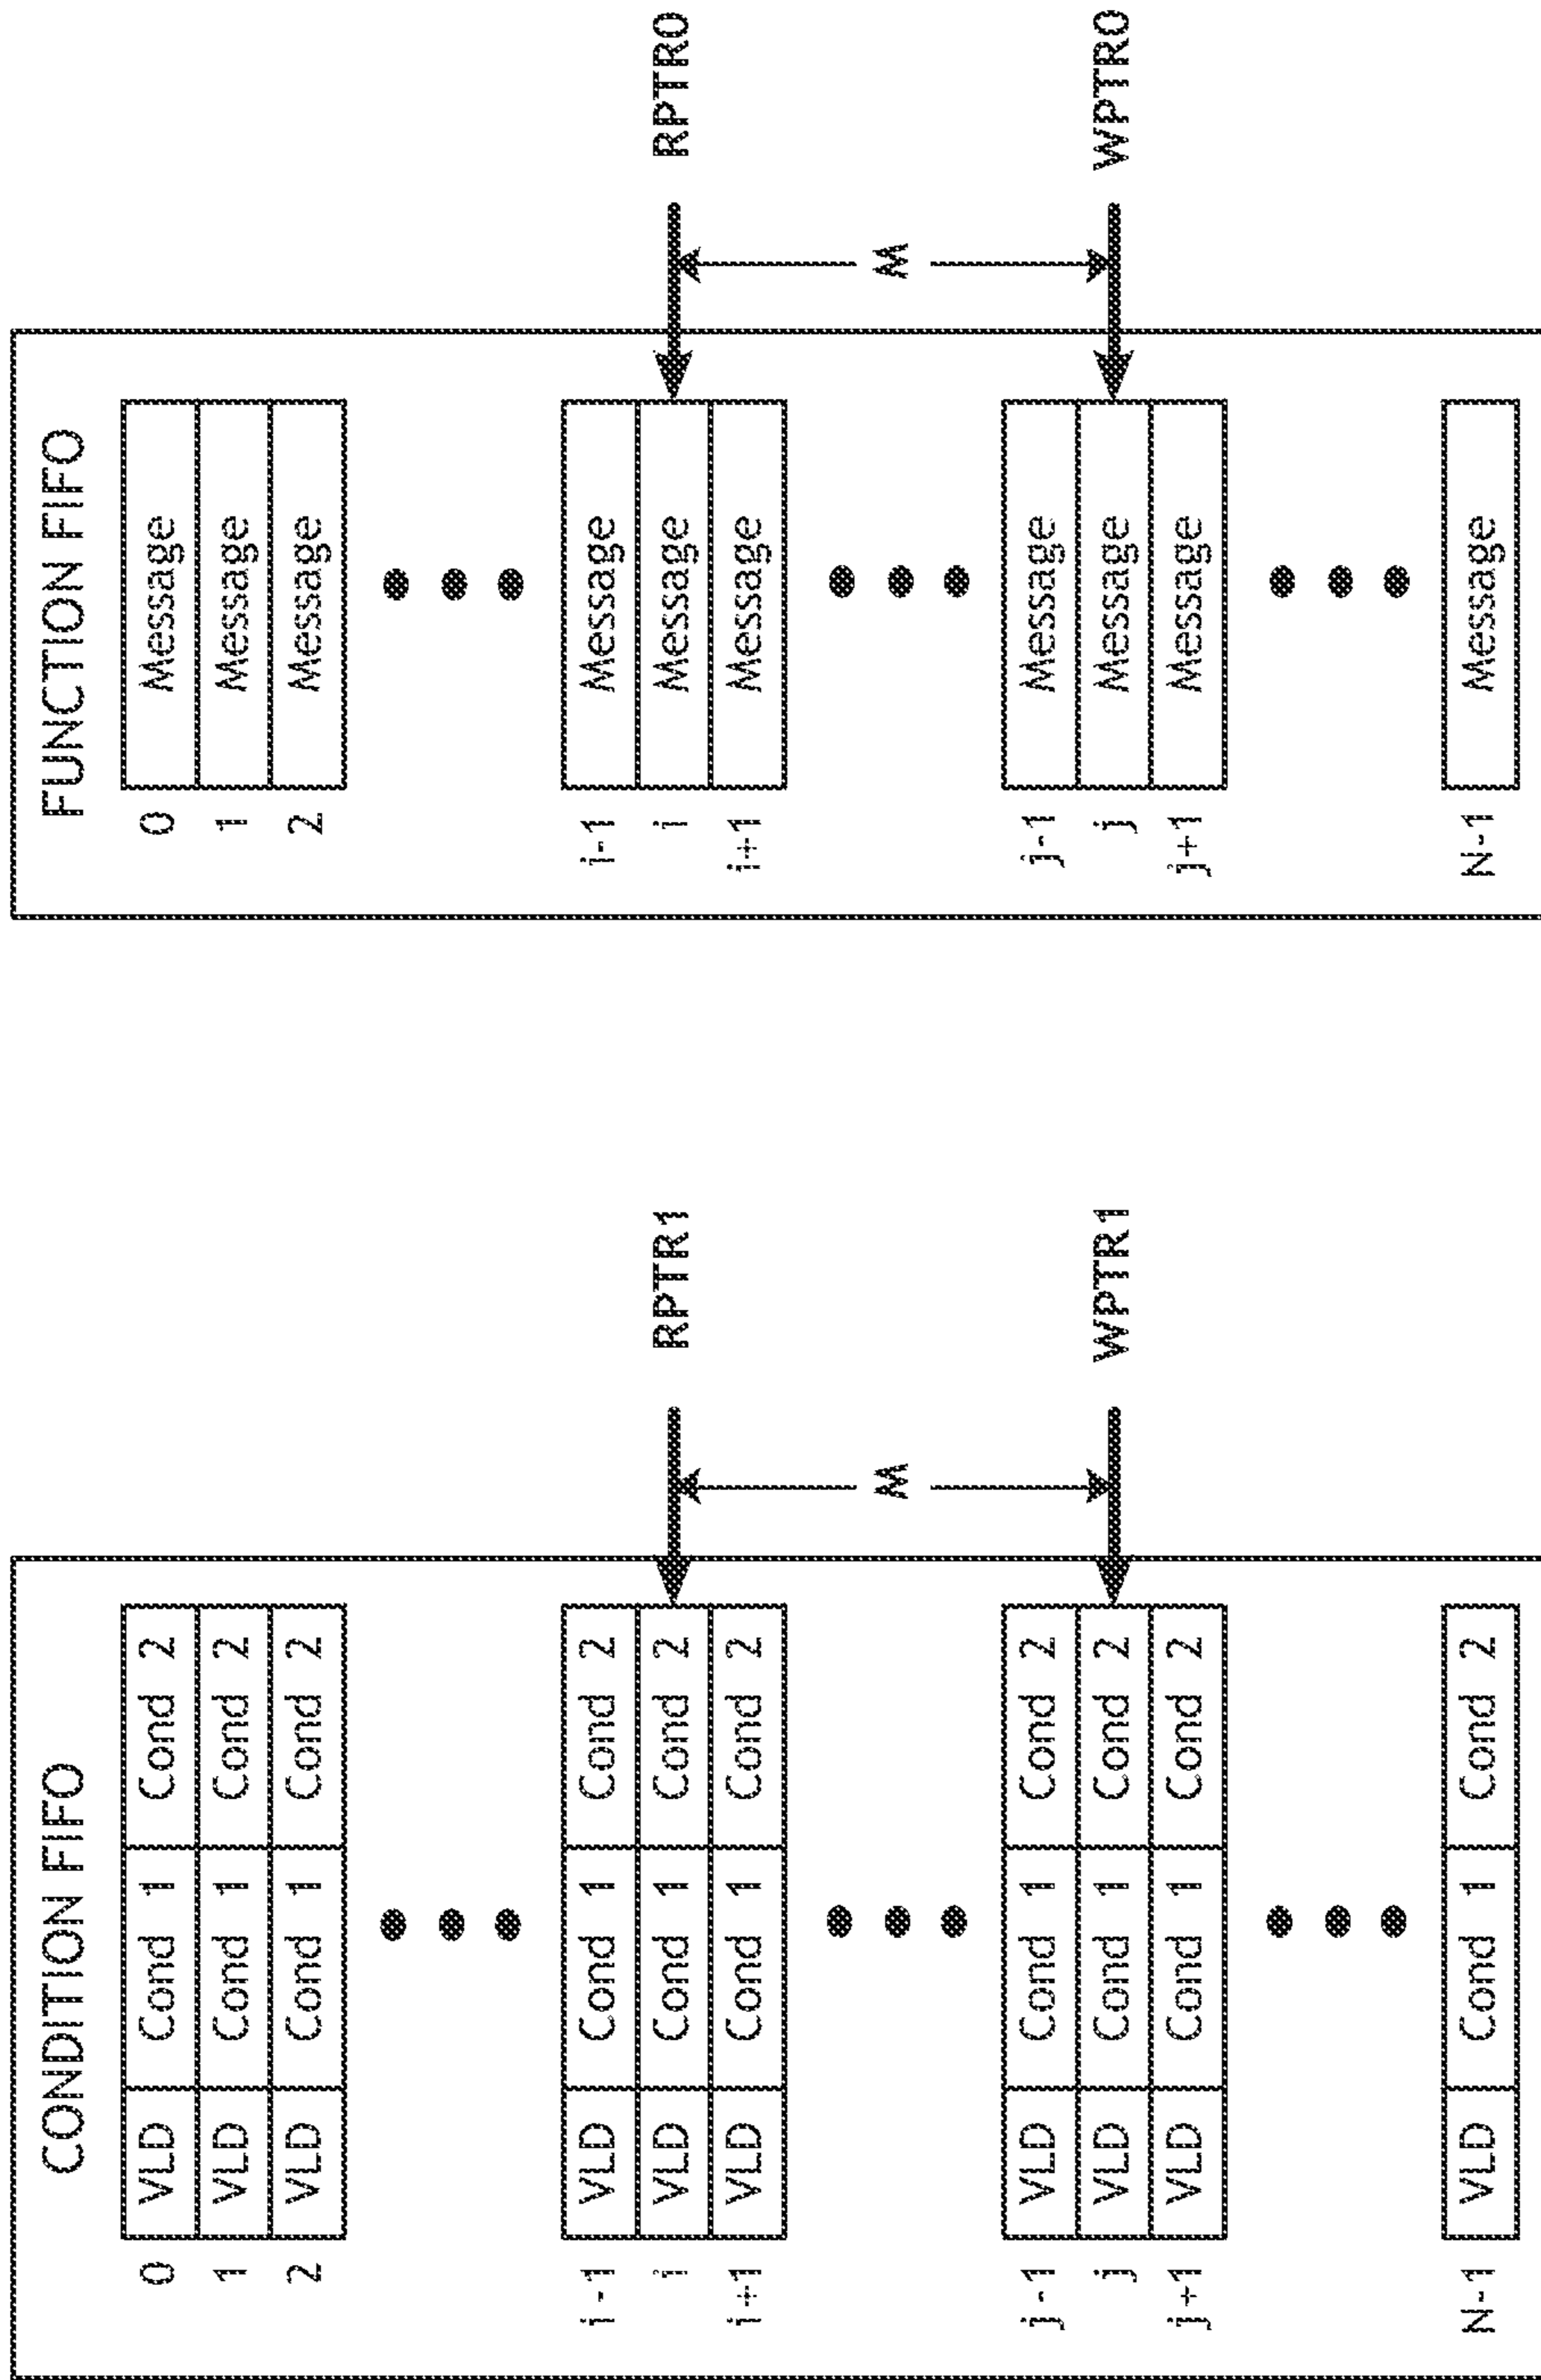 CONDITION FIFO
0 VLD Cond 1 Cond 2
1 VLD Cond 1 Cond 2
2 VLD Cond 1 Cond 2
i-1 VLD Cond 1 Cond 2
i VLD Cond 1 Cond 2
RPTR1
i+1 VLD Cond 1 Cond 2
M
j-1 VLD Cond 1 Cond 2
j VLD Cond 1 Cond 2
WPTR1
j+1 VLD Cond 1 Cond 2
N-1 VLD Cond 1 Cond 2
FUNCTION FIFO
0 Message
1 Message
2 Message
i-1 Message
i Message
RPTR0
i+1 Message
M
j-1 Message
j Message
WPTR0
j+1 Message
N-1 Message